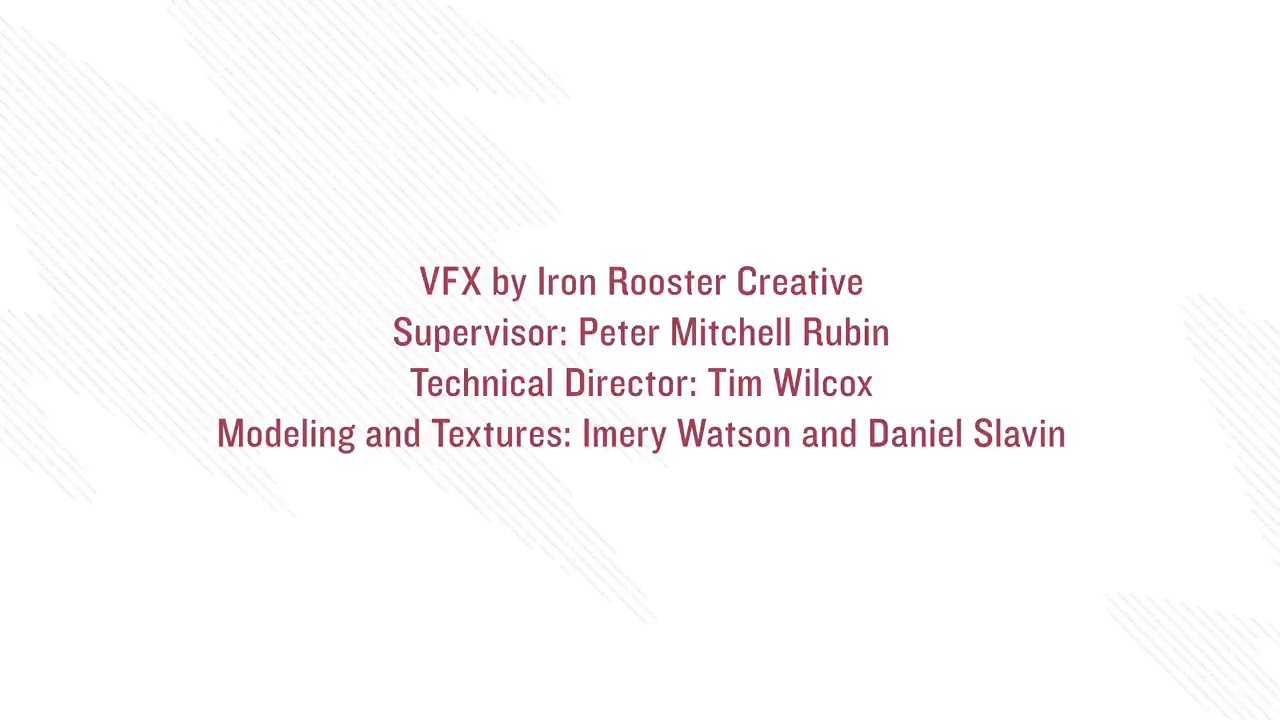 VFX by Iron Rooster Creative
Supervisor: Peter Mitchell Rubin
Technical Director: Tim Wilcox
Modeling and Textures: Imery Watson and Daniel Slavin